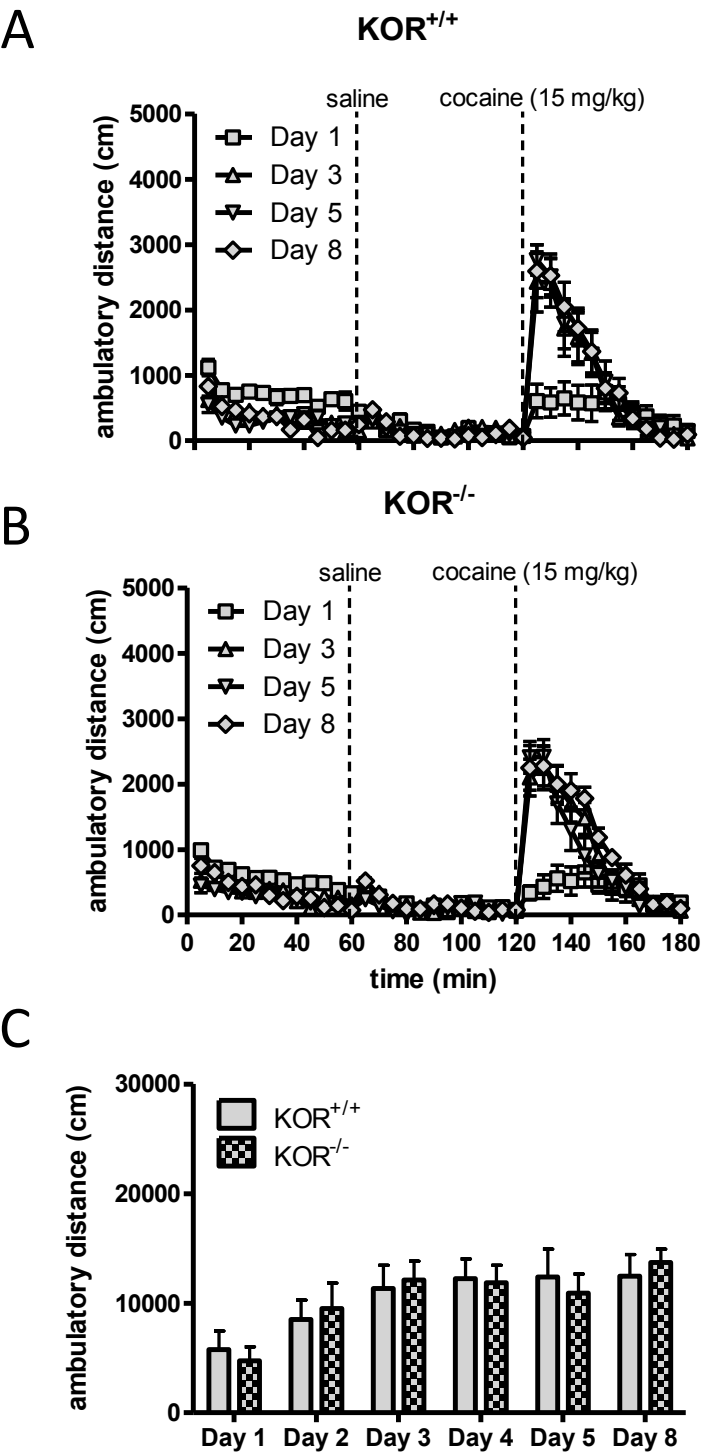 A
KOR+/+
saline
cocaine (15 mg/kg)
5000
4000
3000
2000
1000
0
ambulatory distance (cm)
Day 1
Day 3
Day 5
Day 8
B
KOR-/-
saline
cocaine (15 mg/kg)
5000
4000
3000
2000
1000
0
ambulatory distance (cm)
Day 1
Day 3
Day 5
Day 8
0 20 40 60 80 100 120 140 160 180
time (min)
C
30000
20000
10000
0
ambulatory distance (cm)
KOR+/+
KOR-/-
Day 1 Day 2 Day 3 Day 4 Day 5 Day 8